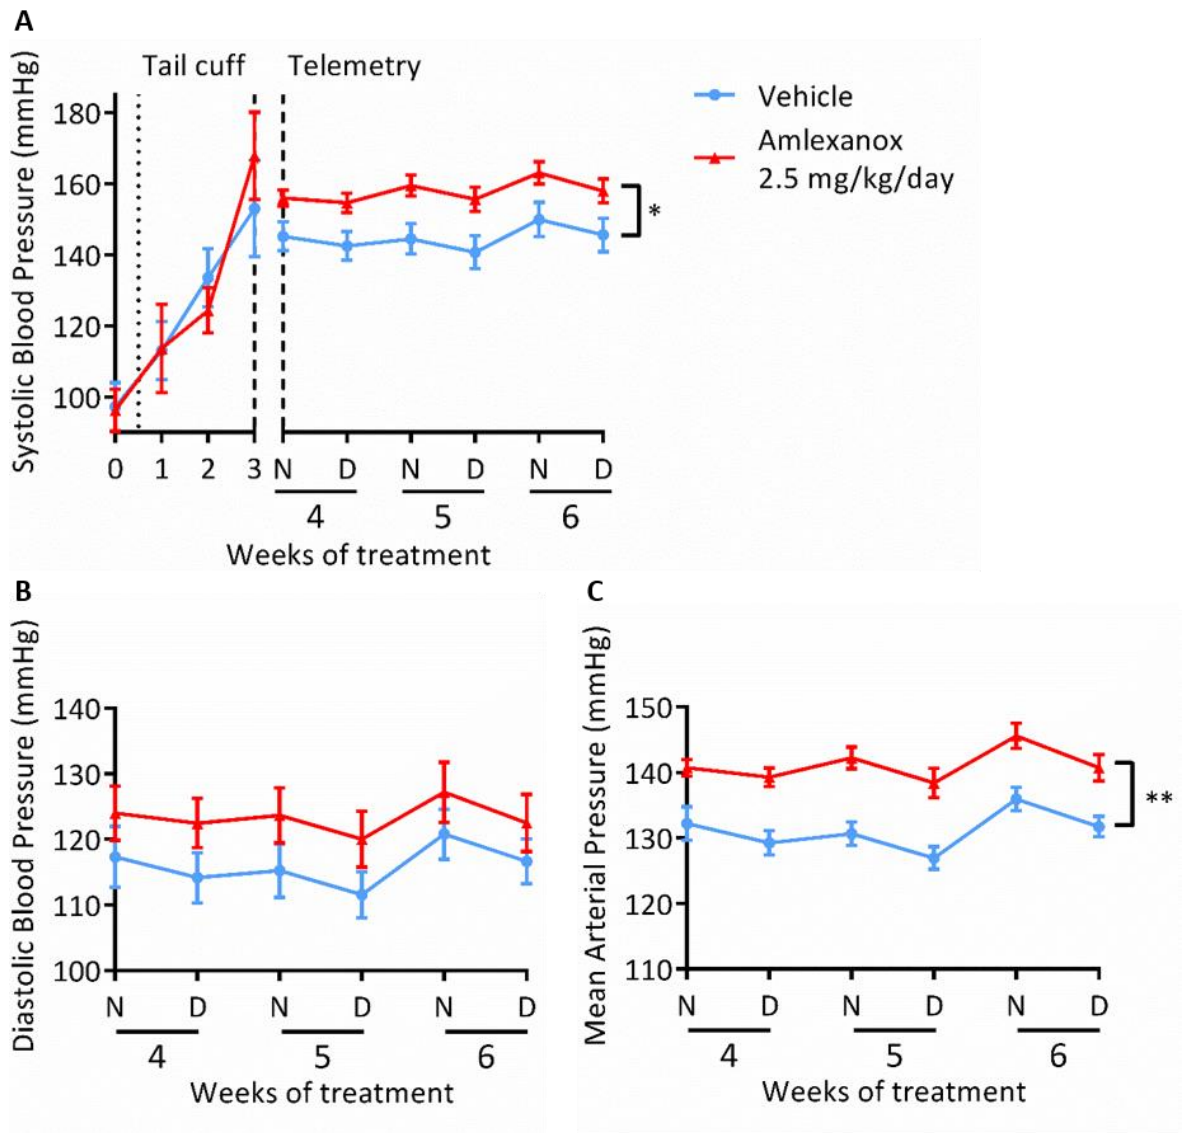 A
Tail cuff Telemetry
Systolic Blood Pressure (mmHg)
180
160
140
120
100
0 1 2 3 N D N D N D
4 5 6
Weeks of treatment
Vehicle
Amlexanox
2.5 mg/kg/day
*
B
Diastolic Blood Pressure (mmHg)
140
130
120
110
100
N D N D N D
4 5 6
Weeks of treatment
C
Mean Arterial Pressure (mmHg)
150
140
130
120
110
N D N D N D
4 5 6
Weeks of treatment
**